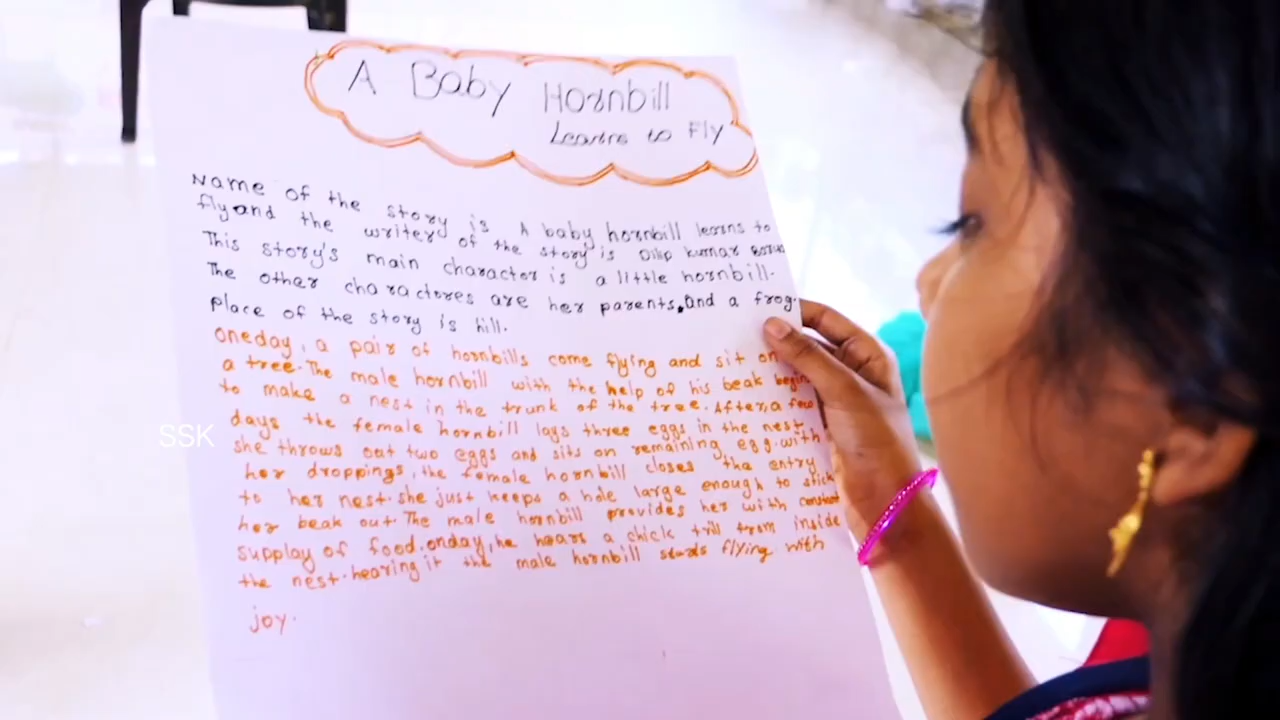 A Baby Hornbill
Learns to Fly
Name of the story is A baby hornbill learns to
fly and the writer of the story is Dilip kumar Borua
This story's main charactor is a little hornbill.
The other charactores are her parents, and a frog.
place of the story is hill.
oneday, a pair of hornbills come flying and sit on
a tree. The male hornbill with the help of his beak begin
to make a nest in the trunk of the tree. After, a few
days the female hornbill lays three eggs in the nest
she throws out two eggs and sits on remaining egg. with
her droppings, the female hornbill closes the entry
to her nest. she just keeps a hole large enough to stick
her beak out. The male hornbill provides her with constant
supplay of food. onday, he hears a chick trill from inside
the nest. hearing it the male hornbill starts flying with
joy.
SSK